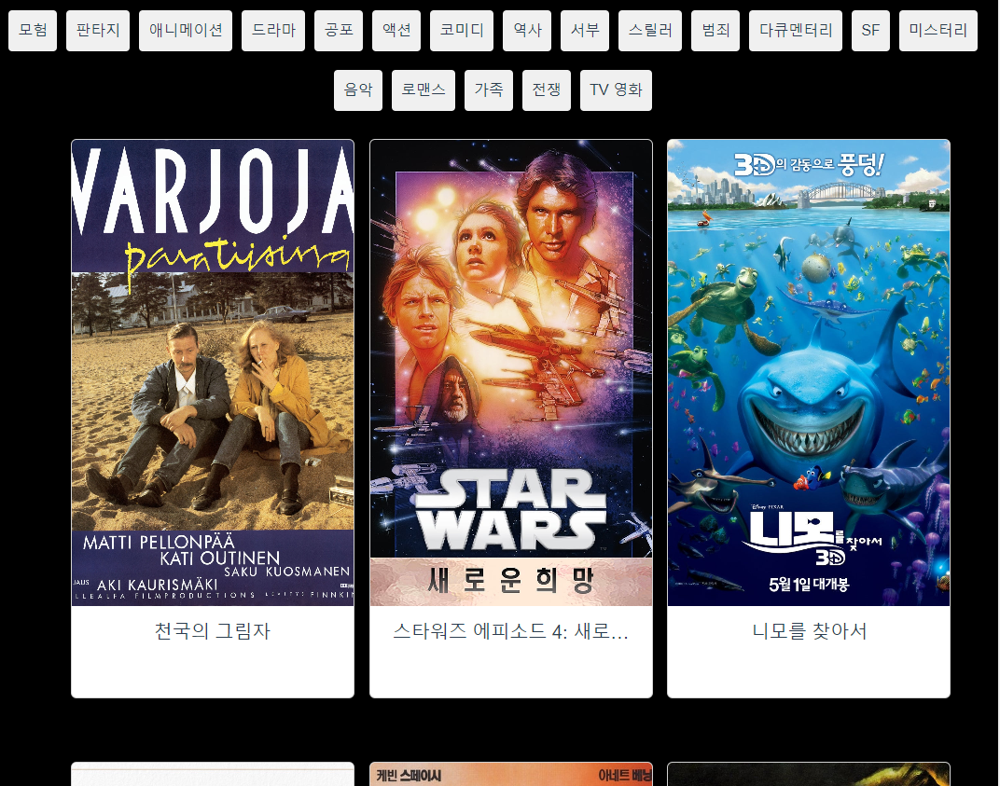 모험 판타지 애니메이션 드라마 공포 액션 코미디 역사 서부 스릴러 범죄 다큐멘터리 SF 미스터리
음악 로맨스 가족 전쟁 TV 영화
VARJOJA
paratiisissa
MATTI PELLONPÄÄ
KATI OUTINEN
SAKU KUOSMANEN
AKI KAURISMÄKI
FILMPRODUCTIONS
천국의 그림자
STAR
WARS
새로운희망
스타워즈 에피소드 4: 새로...
3D의 감동으로 풍덩!
Disney PIXAR
니모를 찾아서
3D
5월 1일 대개봉
니모를 찾아서
케빈 스페이시
아네트 베닝